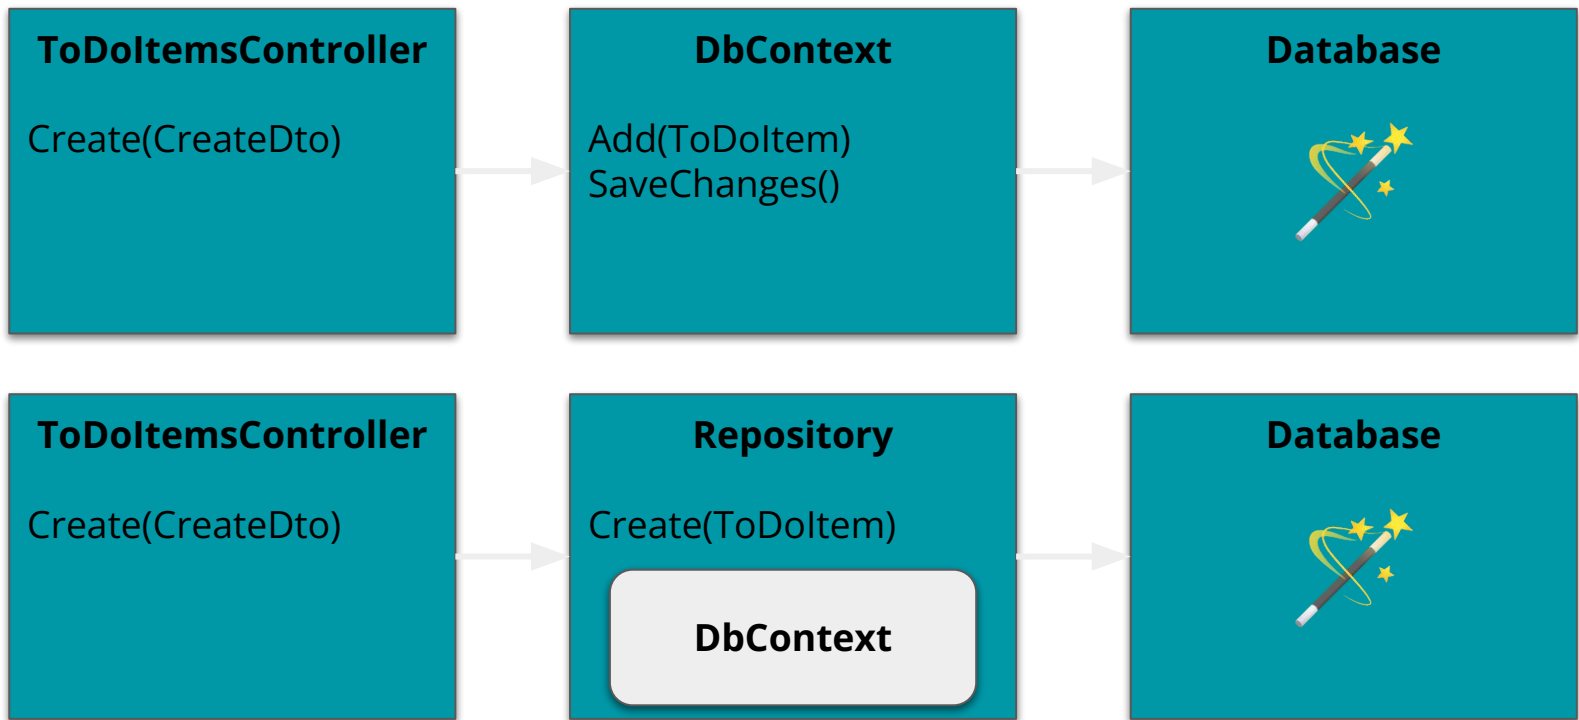 ToDoItemsController
Create(CreateDto)
DbContext
Add(ToDoItem)
SaveChanges()
Database
ToDoItemsController
Create(CreateDto)
Repository
Create(ToDoItem)
DbContext
Database